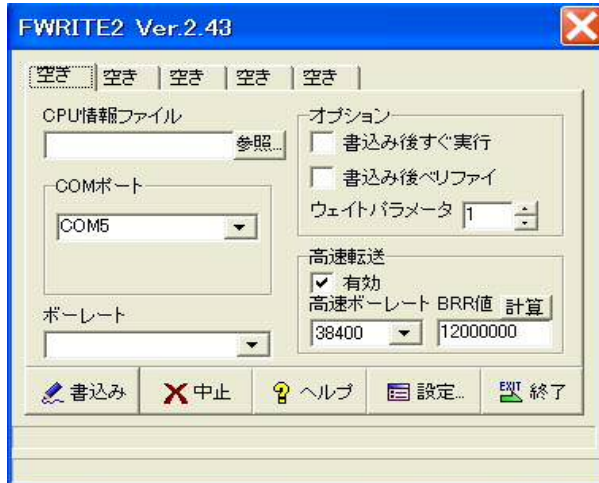 FWRITE2 Ver.2.43
空き 空き 空き 空き 空き
CPU情報ファイル
参照...
COMポート
COM5
ボーレート
オプション
書込み後すぐ実行
書込み後ベリファイ
ウェイトパラメータ 1
高速転送
有効
高速ボーレート BRR値 計算
38400 12000000
書込み 中止 ヘルプ 設定... EXIT 終了